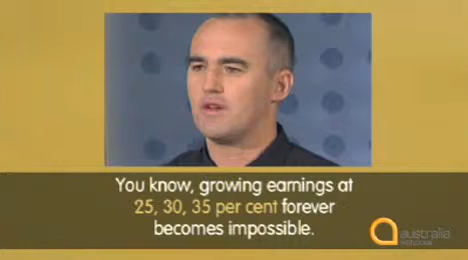 You know, growing earnings at
25, 30, 35 per cent forever
becomes impossible.
australia